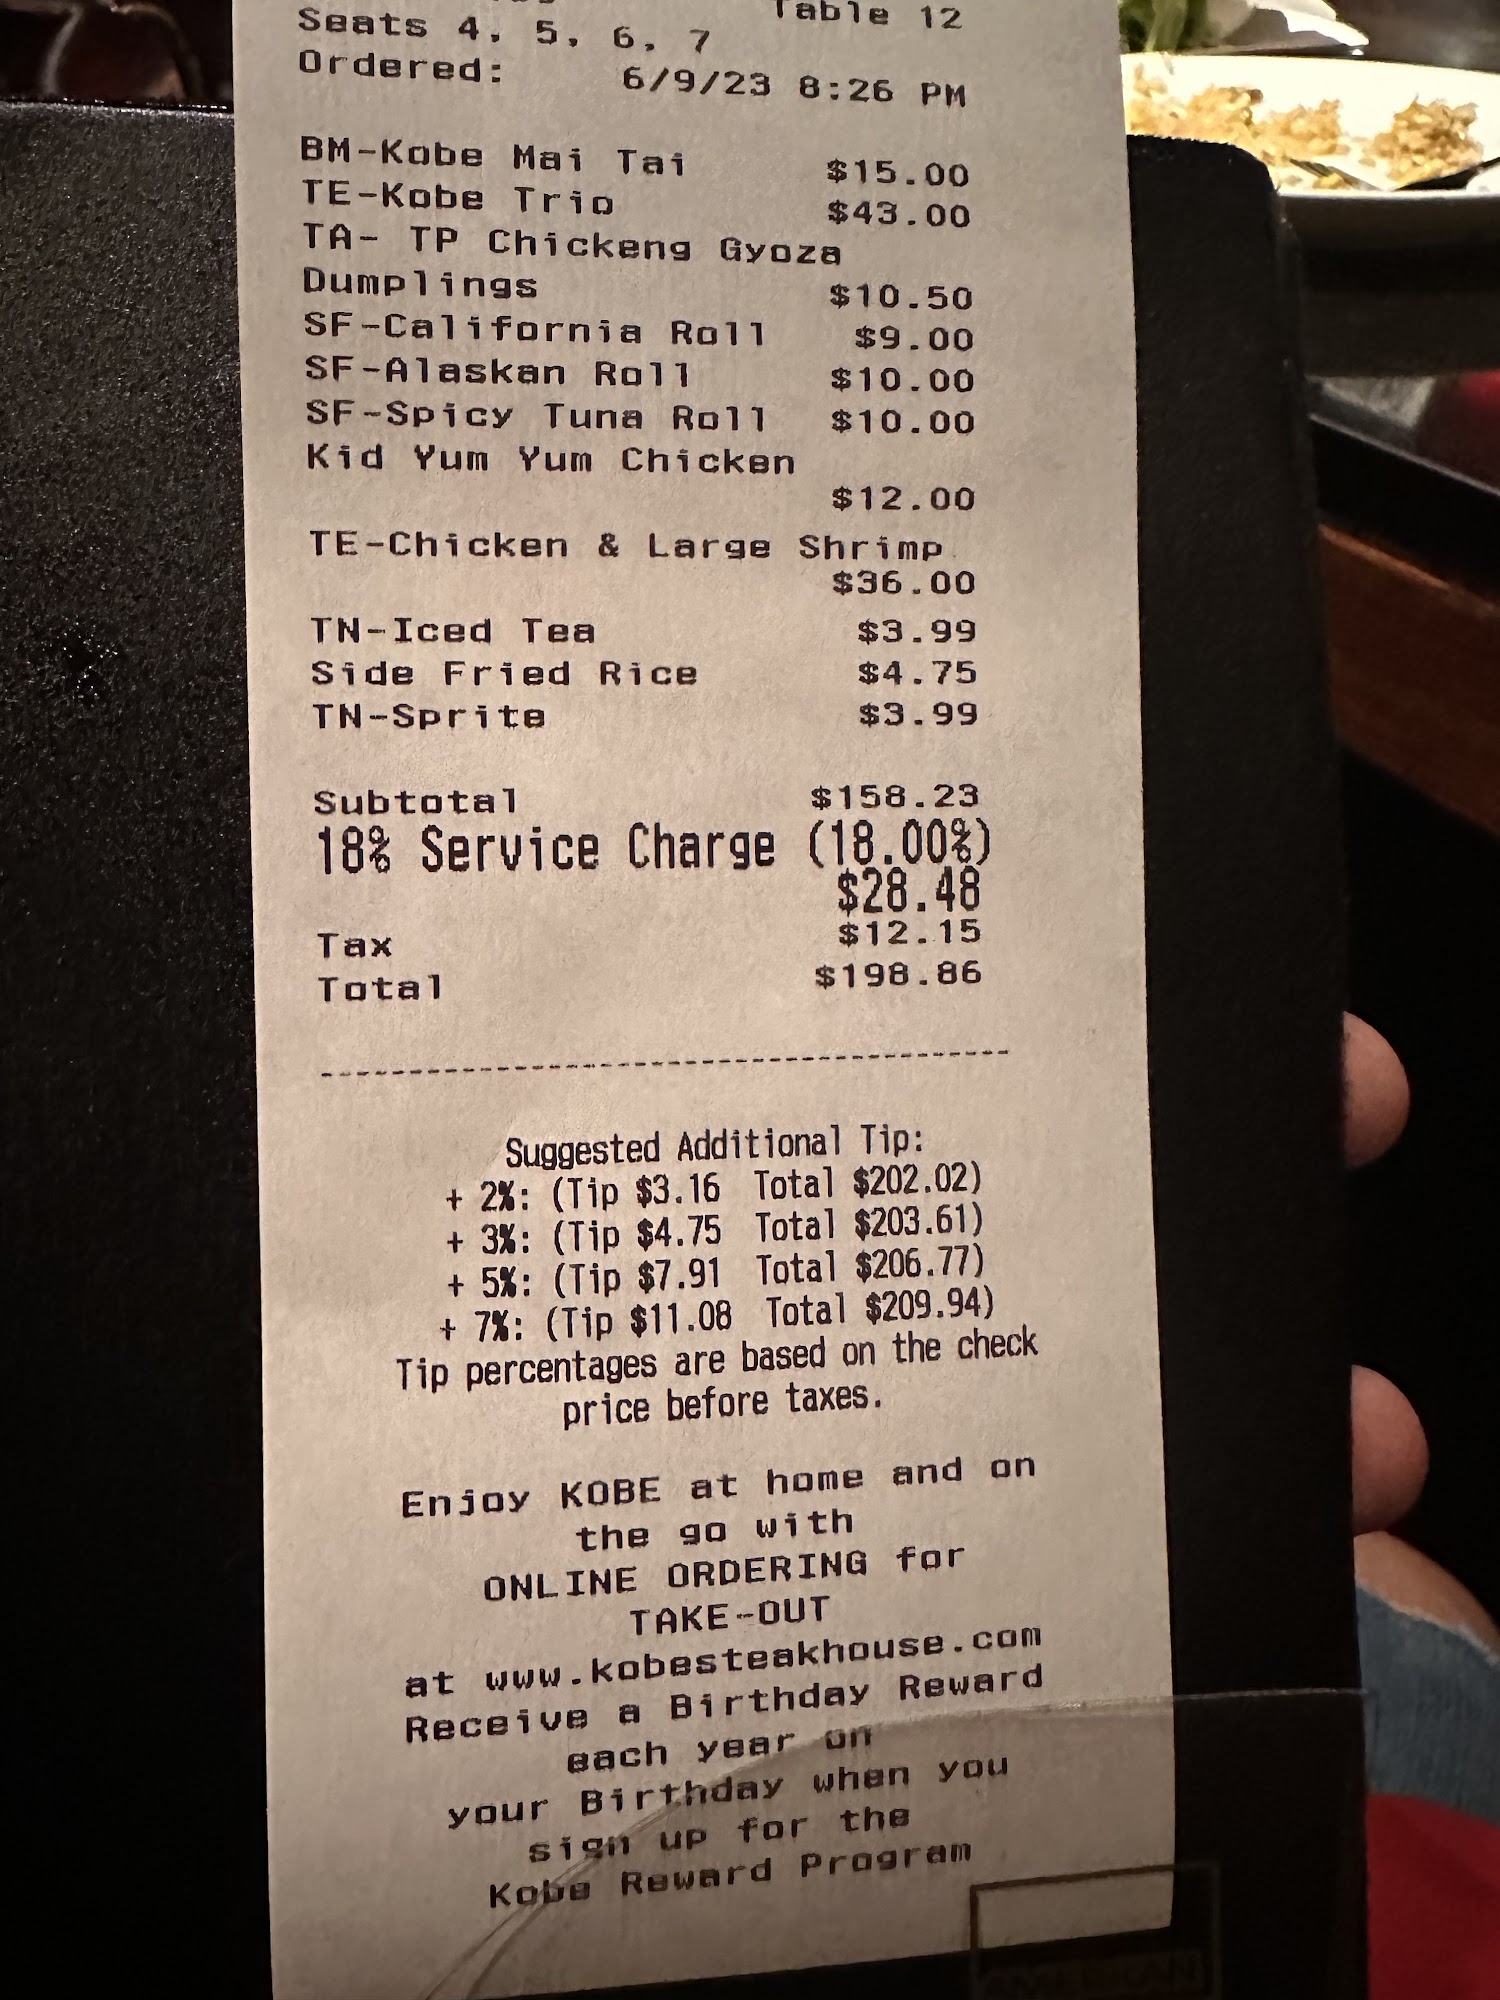 Table 12
Seats 4, 5, 6, 7
Ordered: 6/9/23 8:26 PM
BM-Kobe Mai Tai $15.00
TE-Kobe Trio $43.00
TA- TP Chickeng Gyoza
Dumplings $10.50
SF-California Roll $9.00
SF-Alaskan Roll $10.00
SF-Spicy Tuna Roll $10.00
Kid Yum Yum Chicken
$12.00
TE-Chicken & Large Shrimp
$36.00
TN-Iced Tea $3.99
Side Fried Rice $4.75
TN-Sprite $3.99
Subtotal $158.23
18% Service Charge (18.00%)
$28.48
Tax $12.15
Total $198.86
Suggested Additional Tip:
+ 2%: (Tip $3.16 Total $202.02)
+ 3%: (Tip $4.75 Total $203.61)
+ 5%: (Tip $7.91 Total $206.77)
+ 7%: (Tip $11.08 Total $209.94)
Tip percentages are based on the check
price before taxes.
Enjoy KOBE at home and on
the go with
ONLINE ORDERING for
TAKE-OUT
at www.kobesteakhouse.com
Receive a Birthday Reward
each year on
your Birthday when you
sign up for the
Kobe Reward Program